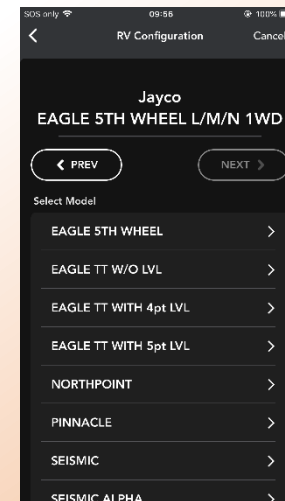 SOS only 09:56 100%
RV Configuration Cancel
Jayco
EAGLE 5TH WHEEL L/M/N 1WD
PREV NEXT
Select Model
EAGLE 5TH WHEEL
EAGLE TT W/O LVL
EAGLE TT WITH 4pt LVL
EAGLE TT WITH 5pt LVL
NORTHPOINT
PINNACLE
SEISMIC
SEISMIC ALPHA